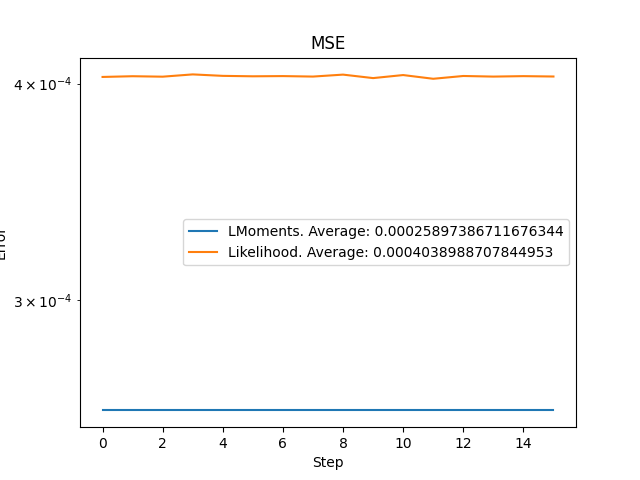 MSE
4 × 10⁻⁴
3 × 10⁻⁴
Error
LMoments. Average: 0.00025897386711676344
Likelihood. Average: 0.0004038988707844953
0 2 4 6 8 10 12 14
Step